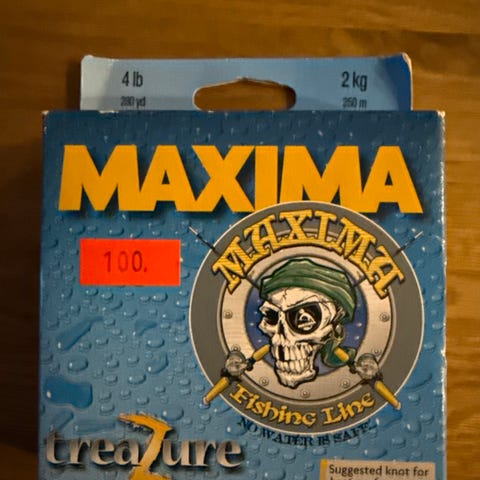 4 lb 2 kg
280 yd 250 m
MAXIMA
100.
MAXIMA
Fishing Line
NO WATER IS SAFE...
treaZure
Suggested knot for